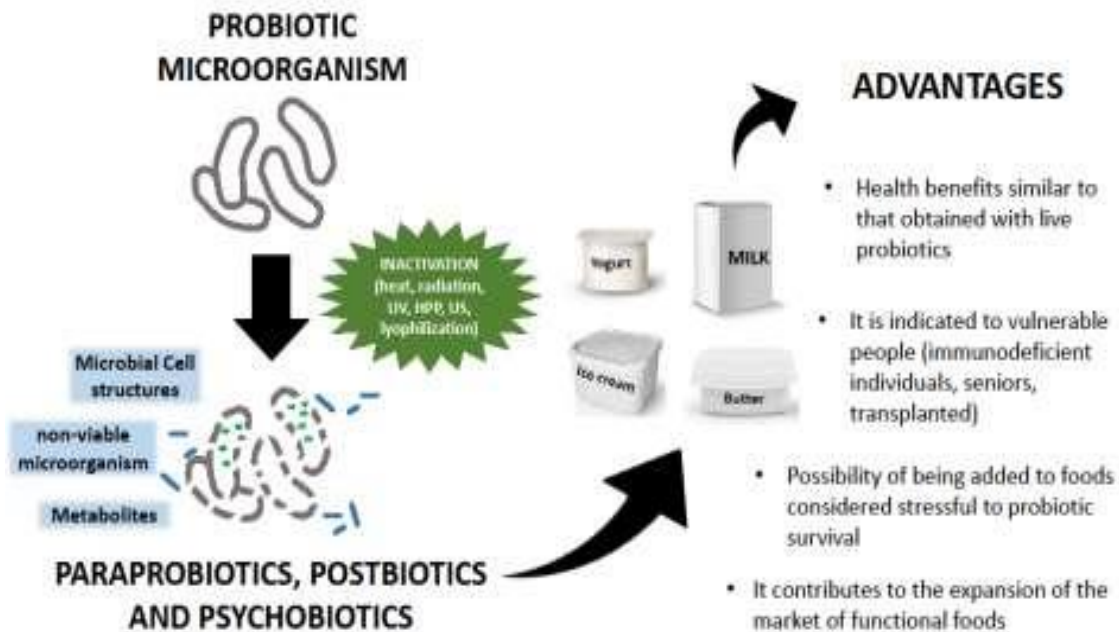 PROBIOTIC
MICROORGANISM
INACTIVATION
(heat, radiation,
UV, HPP, US,
lyophilization)
Microbial Cell
structures
non-viable
microorganism
Metabolites
PARAPROBIOTICS, POSTBIOTICS
AND PSYCHOBIOTICS
Yogurt
MILK
Ice cream
Butter
ADVANTAGES
• Health benefits similar to
that obtained with live
probiotics
• It is indicated to vulnerable
people (immunodeficient
individuals, seniors,
transplanted)
• Possibility of being added to foods
considered stressful to probiotic
survival
• It contributes to the expansion of the
market of functional foods